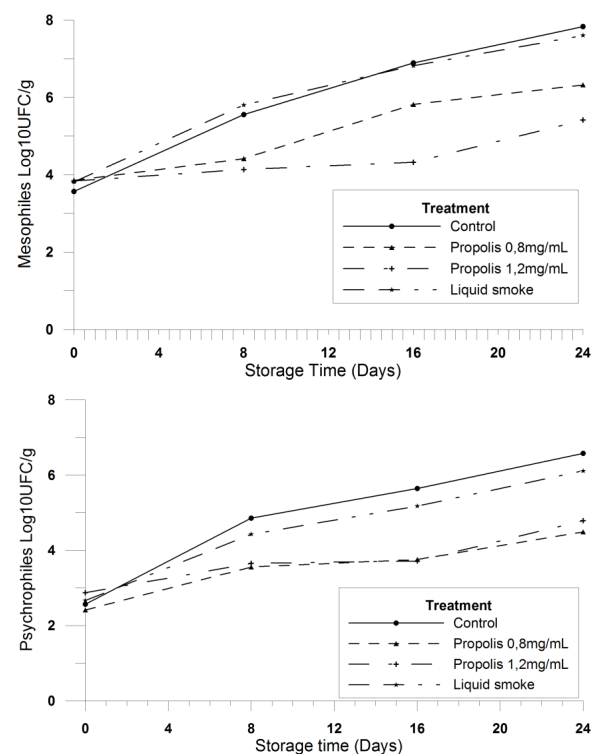 Mesophiles Log10UFC/g
8
6
4
2
0
Treatment
Control
Propolis 0,8mg/mL
Propolis 1,2mg/mL
Liquid smoke
0 4 8 12 16 20 24
Storage Time (Days)
Psychrophiles Log10UFC/g
8
6
4
2
0
Treatment
Control
Propolis 0,8mg/mL
Propolis 1,2mg/mL
Liquid smoke
0 4 8 12 16 20 24
Storage time (Days)